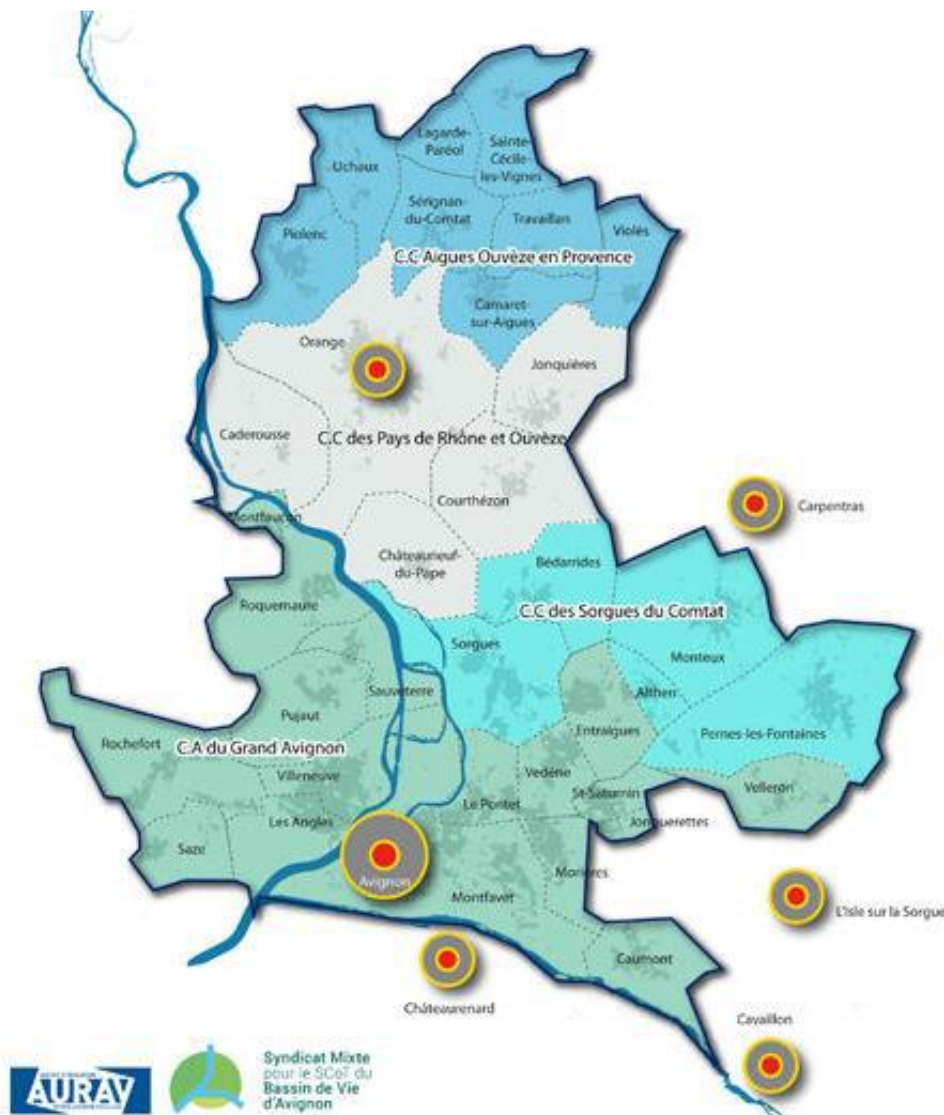 Lagarde-
Paréol
Sainte-
Cécile-
les-Vignes
Uchaux
Sérignan-
du-Comtat
Travaillan
Violès
Piolenc
C.C Aigues Ouvèze en Provence
Camaret-
sur-Aigues
Orange
Jonquières
Caderousse
C.C des Pays de Rhône et Ouvèze
Courthézon
Carpentras
Montfaucon
Châteauneuf-
du-Pape
Bédarrides
Roquemaure
C.C des Sorgues du Comtat
Sorgues
Monteux
Sauveterre
Althen
Pujaut
Entraigues
Pernes-les-Fontaines
Rochefort
C.A du Grand Avignon
Villeneuve
Vedène
St-Saturnin
Velleron
Les Angles
Le Pontet
Jonquerettes
Saze
Morières
Avignon
Montfavet
L'Isle sur la Sorgue
Caumont
Châteaurenard
Cavaillon
AURAV
Syndicat Mixte
pour le SCoT du
Bassin de Vie
d'Avignon